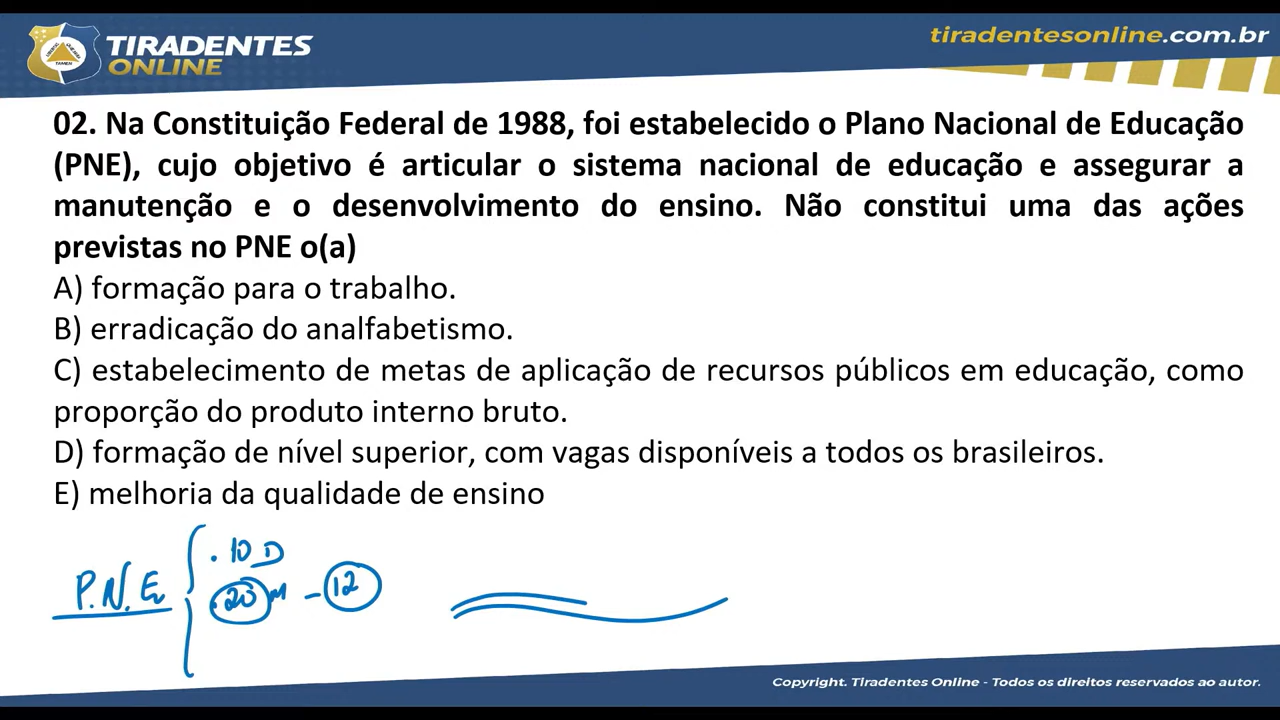 TIRADENTES
ONLINE
tiradentesonline.com.br
02. Na Constituição Federal de 1988, foi estabelecido o Plano Nacional de Educação
(PNE), cujo objetivo é articular o sistema nacional de educação e assegurar a
manutenção e o desenvolvimento do ensino. Não constitui uma das ações
previstas no PNE o(a)
A) formação para o trabalho.
B) erradicação do analfabetismo.
C) estabelecimento de metas de aplicação de recursos públicos em educação, como
proporção do produto interno bruto.
D) formação de nível superior, com vagas disponíveis a todos os brasileiros.
E) melhoria da qualidade de ensino
. 10 D
P.N.E
. 20 M - 12
Copyright. Tiradentes Online - Todos os direitos reservados ao autor.